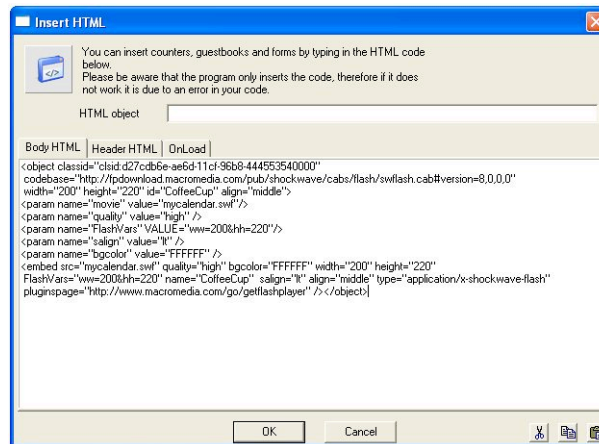 Insert HTML
You can insert counters, guestbooks and forms by typing in the HTML code
below.
Please be aware that the program only inserts the code, therefore if it does
not work it is due to an error in your code.
HTML object
Body HTML Header HTML OnLoad
<object classid="clsid:d27cdb6e-ae6d-11cf-96b8-444553540000"
codebase="http://fpdownload.macromedia.com/pub/shockwave/cabs/flash/swflash.cab#version=8,0,0,0"
width="200" height="220" id="CoffeeCup" align="middle">
<param name="movie" value="mycalendar.swf"/>
<param name="quality" value="high" />
<param name="FlashVars" VALUE="ww=200&hh=220"/>
<param name="salign" value="lt" />
<param name="bgcolor" value="FFFFFF" />
<embed src="mycalendar.swf" quality="high" bgcolor="FFFFFF" width="200" height="220"
FlashVars="ww=200&hh=220" name="CoffeeCup" salign="lt" align="middle" type="application/x-shockwave-flash"
pluginspage="http://www.macromedia.com/go/getflashplayer" /></object>
OK Cancel